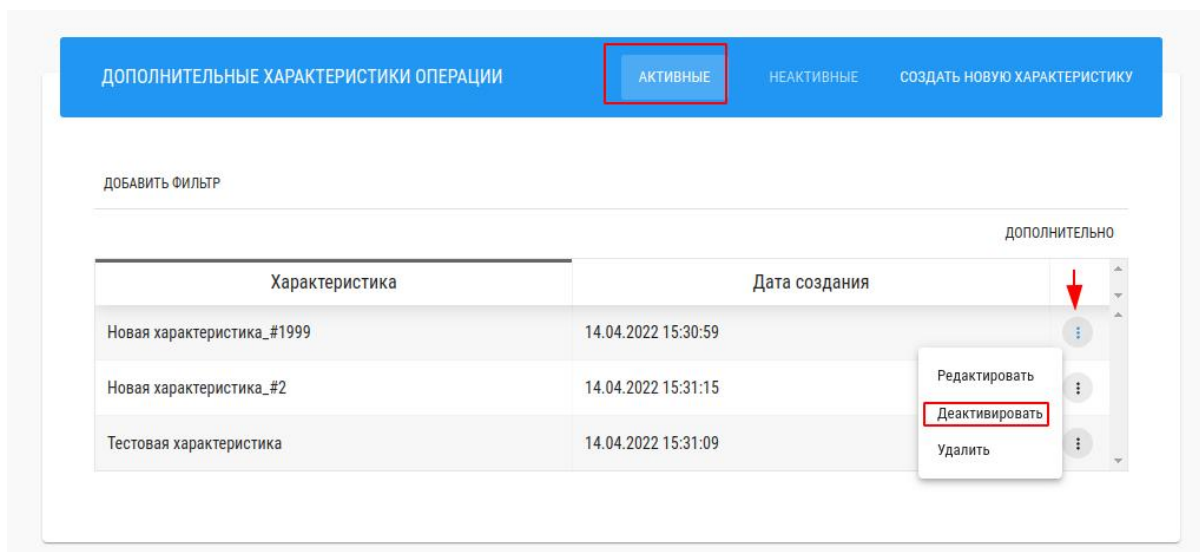 ДОПОЛНИТЕЛЬНЫЕ ХАРАКТЕРИСТИКИ ОПЕРАЦИИ АКТИВНЫЕ НЕАКТИВНЫЕ СОЗДАТЬ НОВУЮ ХАРАКТЕРИСТИКУ
ДОБАВИТЬ ФИЛЬТР
ДОПОЛНИТЕЛЬНО
Характеристика Дата создания
Новая характеристика_#1999 14.04.2022 15:30:59
Новая характеристика_#2 14.04.2022 15:31:15
Тестовая характеристика 14.04.2022 15:31:09
Редактировать
Деактивировать
Удалить